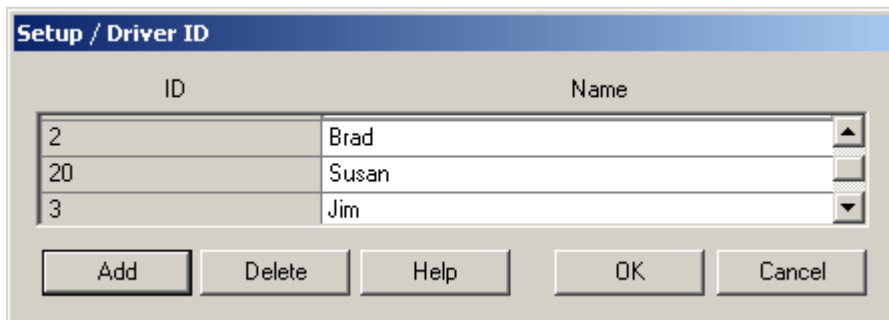 Setup / Driver ID
ID Name
2 Brad
20 Susan
3 Jim
Add Delete Help OK Cancel